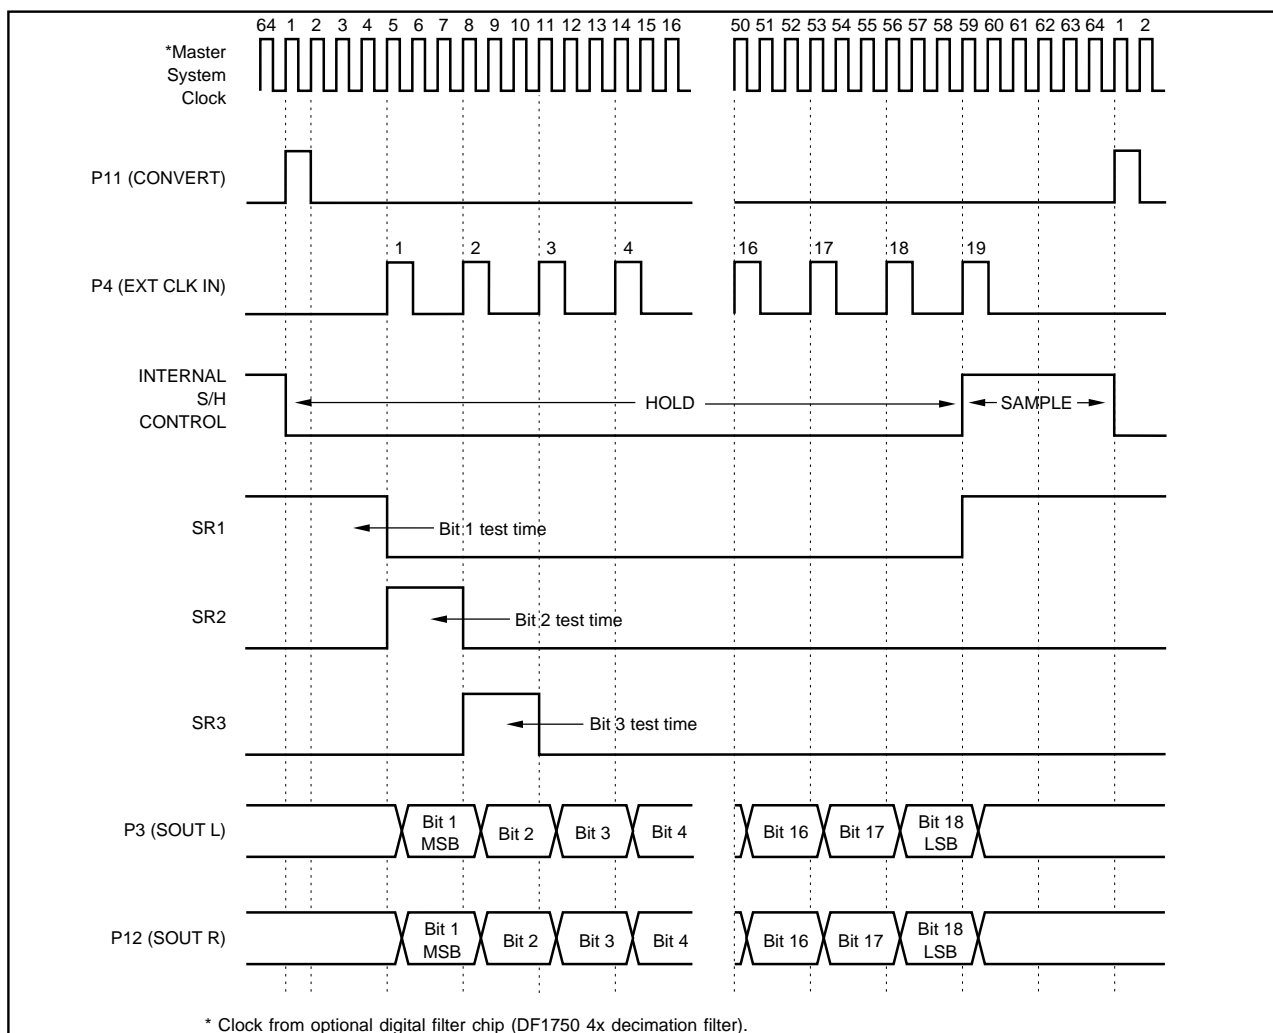 64 1 2 3 4 5 6 7 8 9 10 11 12 13 14 15 16 50 51 52 53 54 55 56 57 58 59 60 61 62 63 64 1 2
*Master
System
Clock
P11 (CONVERT)
1 2 3 4 16 17 18 19
P4 (EXT CLK IN)
INTERNAL
S/H
CONTROL
HOLD SAMPLE
SR1
Bit 1 test time
SR2
Bit 2 test time
SR3
Bit 3 test time
P3 (SOUT L)
Bit 1
MSB
Bit 2 Bit 3 Bit 4 Bit 16 Bit 17
Bit 18
LSB
P12 (SOUT R)
Bit 1
MSB
Bit 2 Bit 3 Bit 4 Bit 16 Bit 17
Bit 18
LSB
* Clock from optional digital filter chip (DF1750 4x decimation filter).